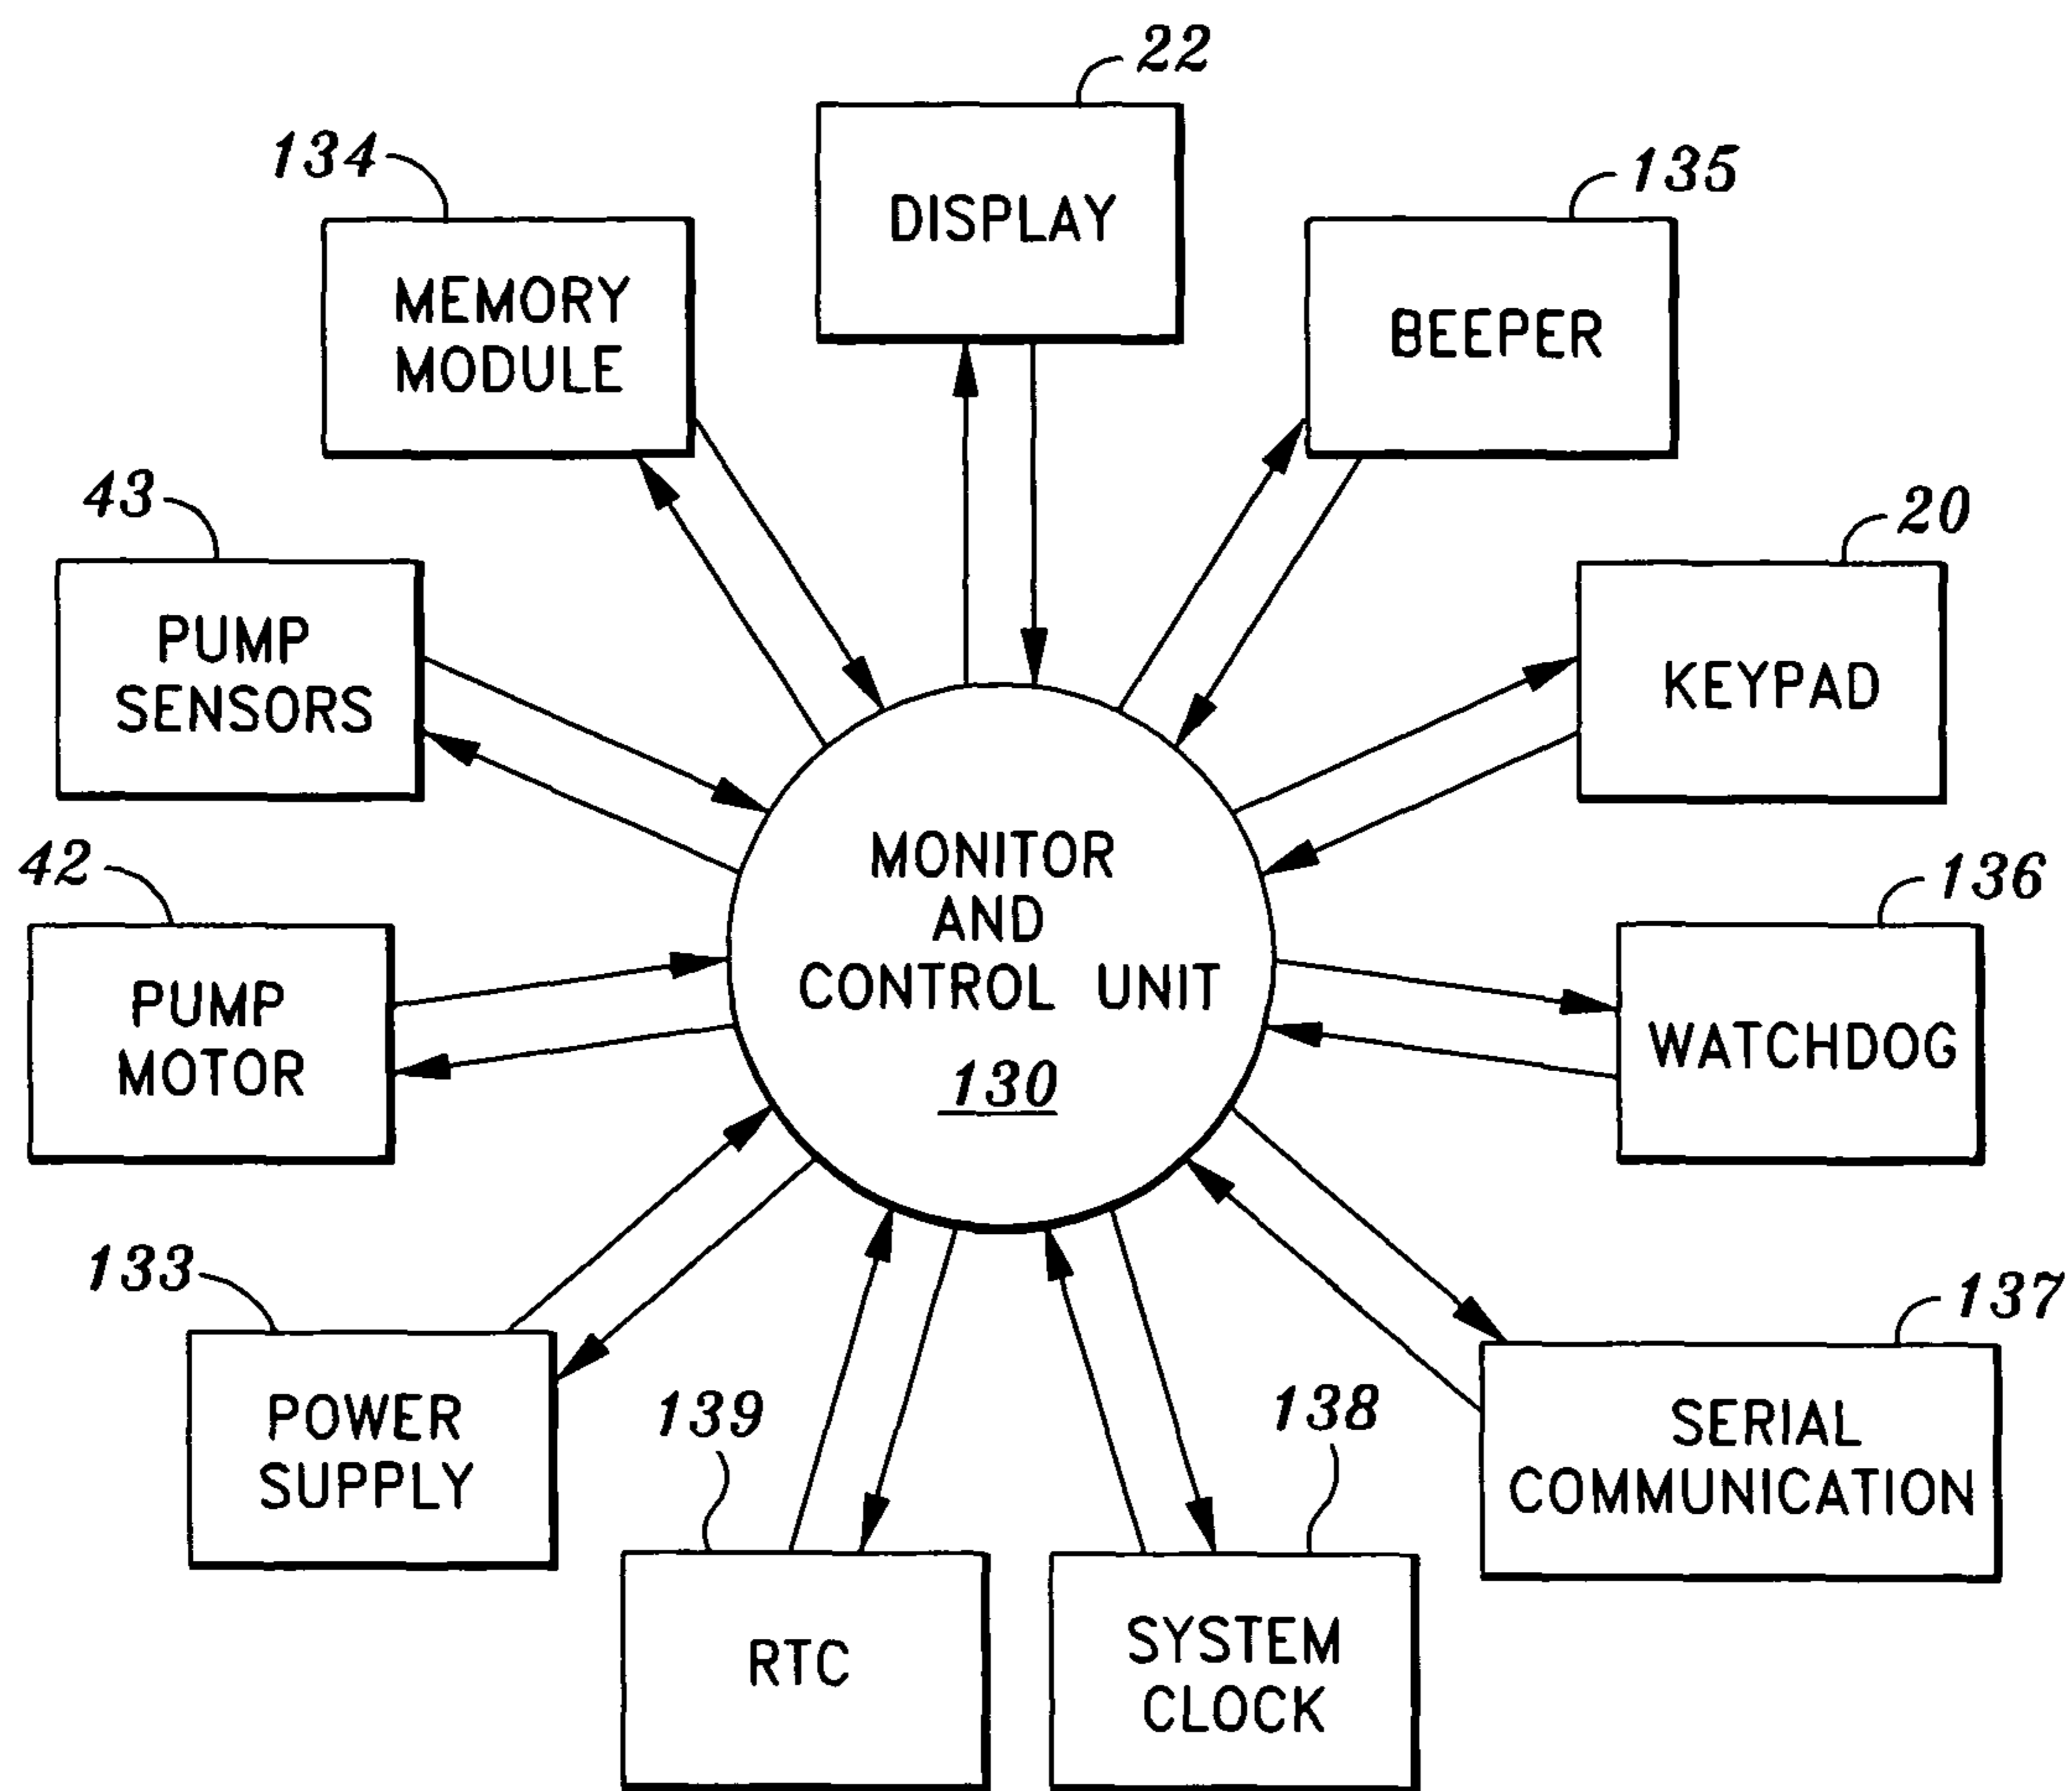 22
DISPLAY
134
MEMORY
MODULE
135
BEEPER
43
PUMP
SENSORS
20
KEYPAD
42
PUMP
MOTOR
MONITOR
AND
CONTROL UNIT
130
136
WATCHDOG
133
POWER
SUPPLY
139
RTC
138
SYSTEM
CLOCK
137
SERIAL
COMMUNICATION